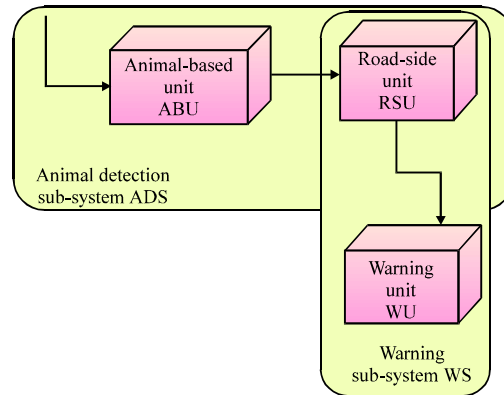 Animal-based
unit
ABU
Road-side
unit
RSU
Animal detection
sub-system ADS
Warning
unit
WU
Warning
sub-system WS